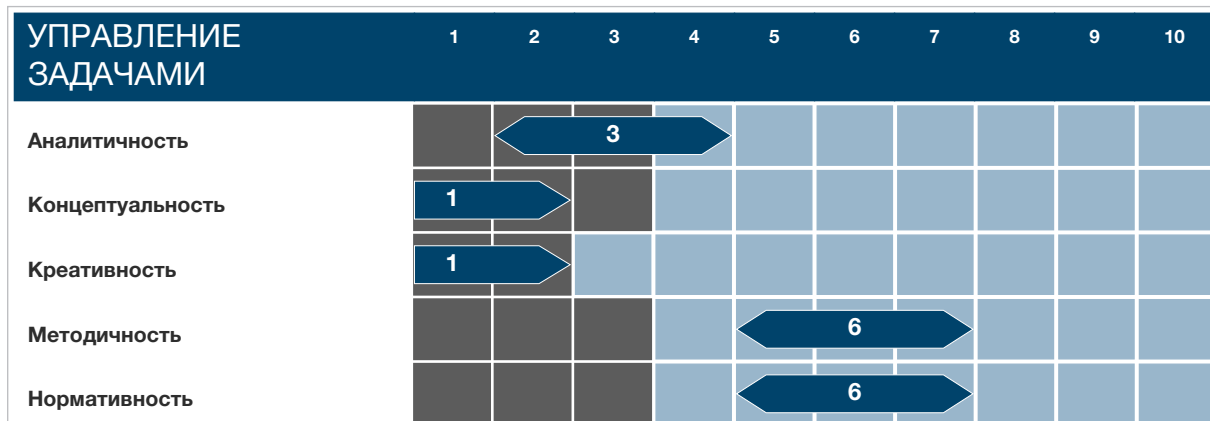 УПРАВЛЕНИЕ
ЗАДАЧАМИ
1 2 3 4 5 6 7 8 9 10
Аналитичность 3
Концептуальность 1
Креативность 1
Методичность 6
Нормативность 6